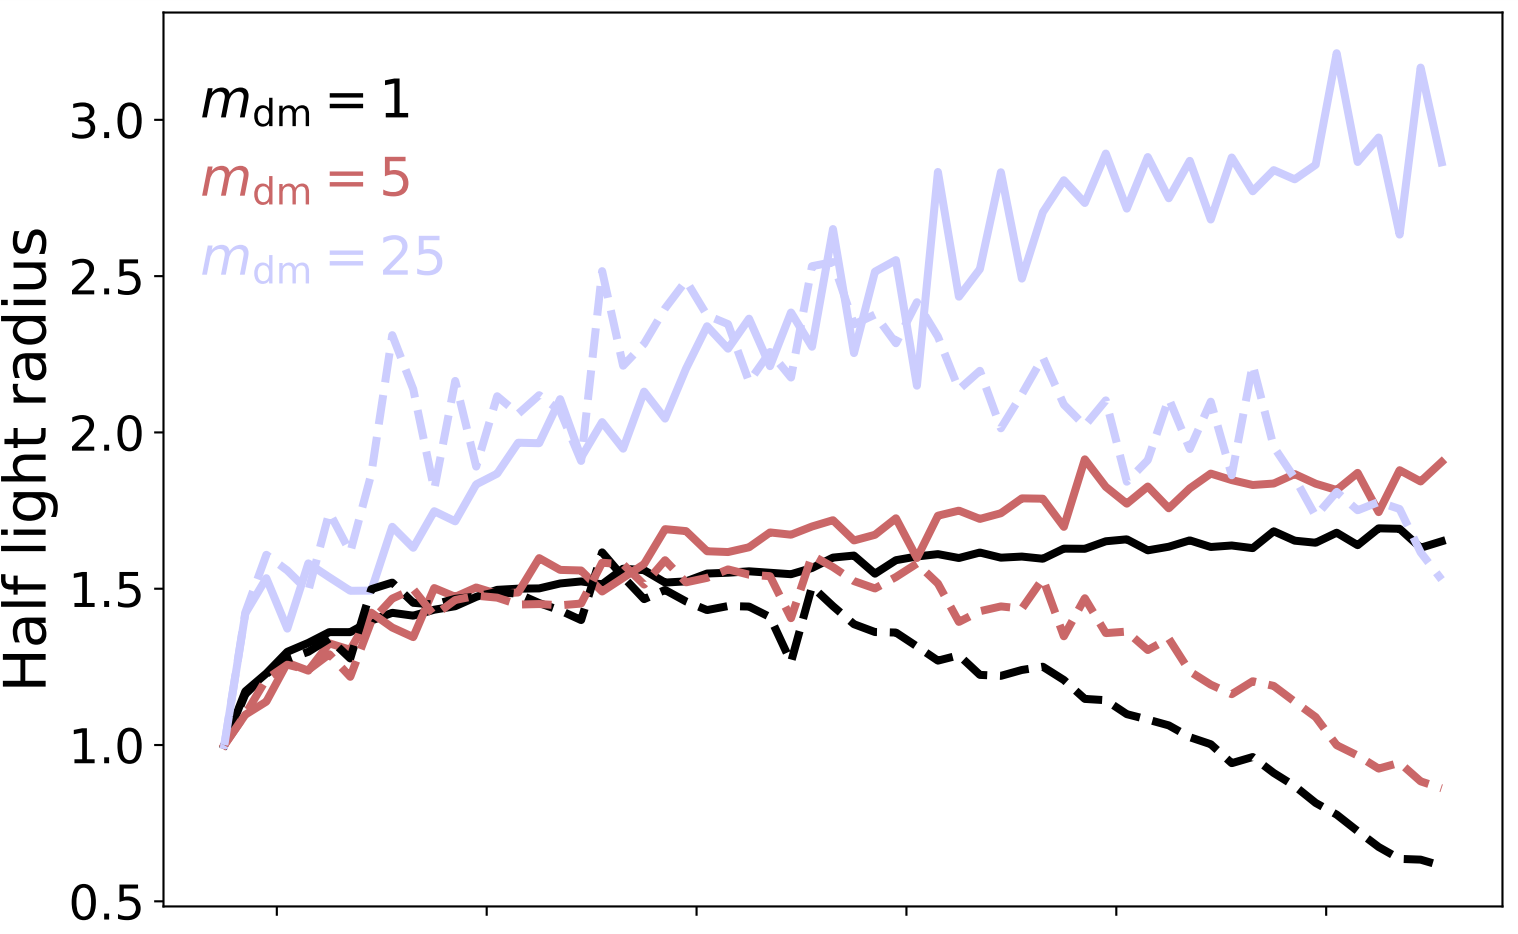 m_dm = 1
m_dm = 5
m_dm = 25
Half light radius
3.0
2.5
2.0
1.5
1.0
0.5